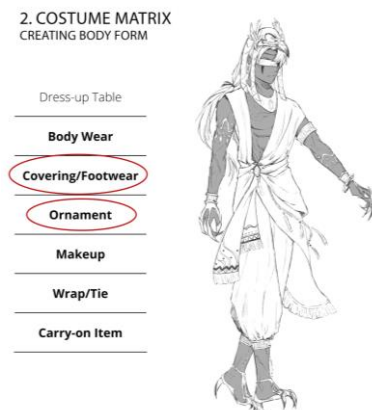 2. COSTUME MATRIX
CREATING BODY FORM
Dress-up Table
Body Wear
Covering/Footwear
Ornament
Makeup
Wrap/Tie
Carry-on Item